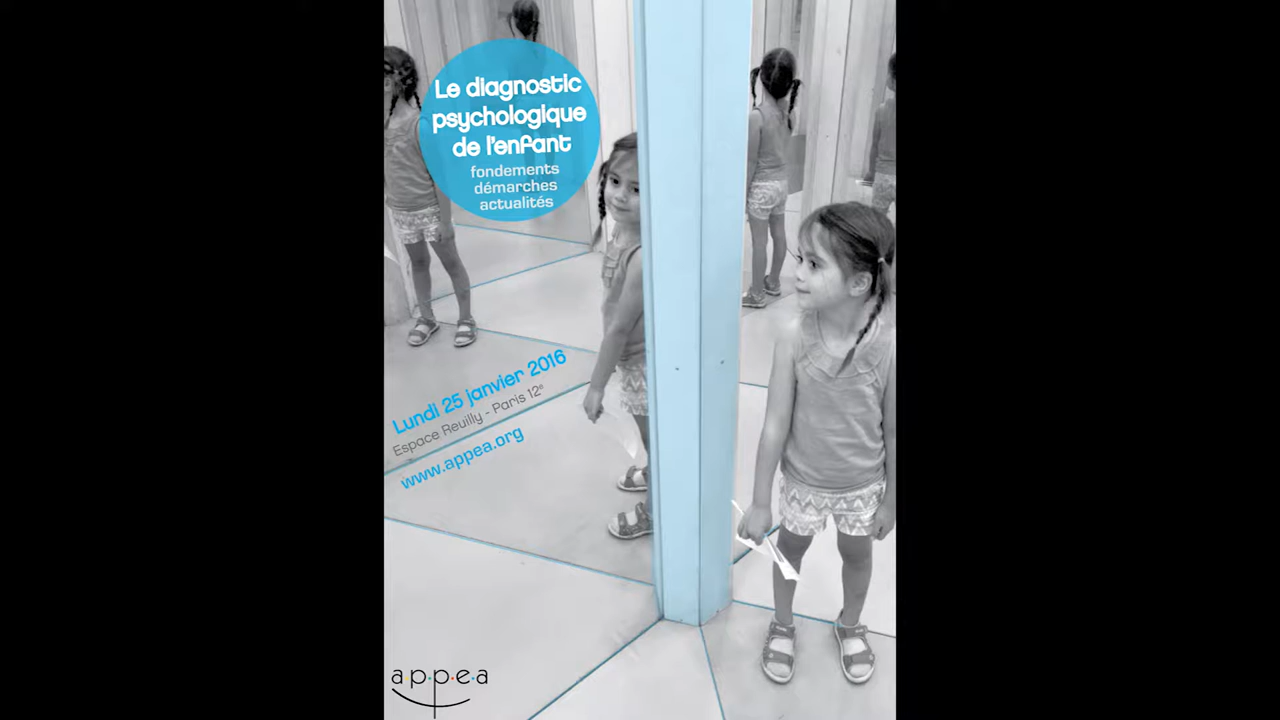 Le diagnostic
psychologique
de l'enfant
fondements
démarches
actualités
Lundi 25 janvier 2016
Espace Reuilly - Paris 12e
www.appea.org
a·p·p·e·a